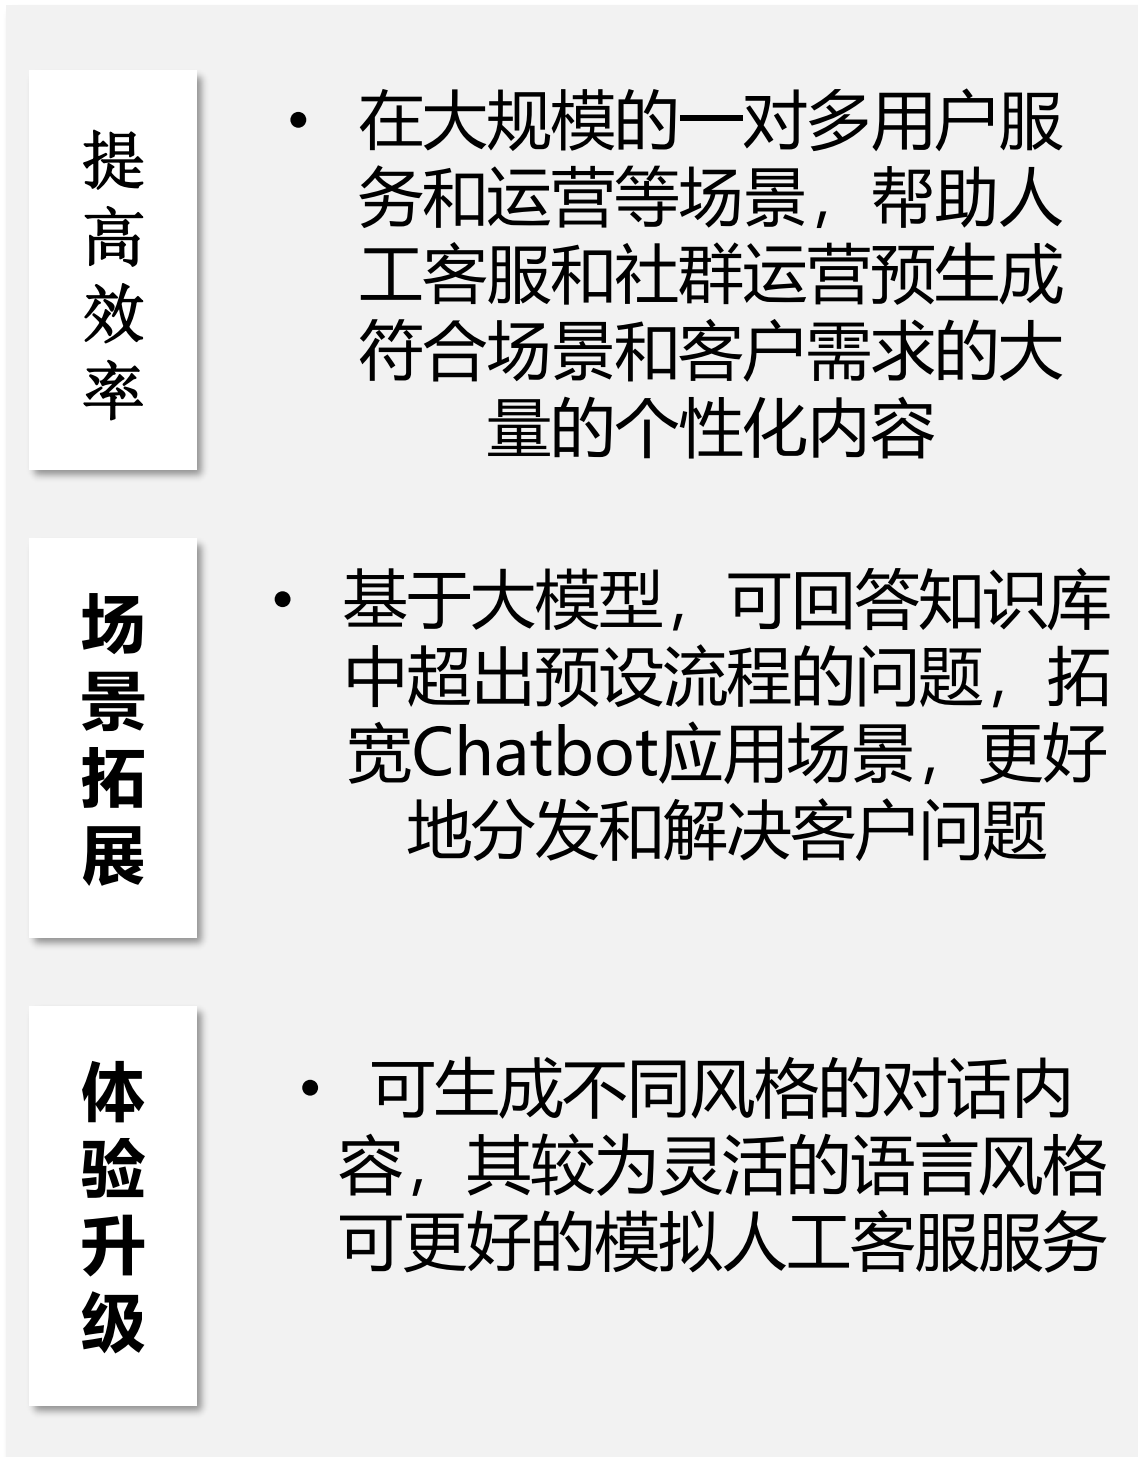 提高效率
• 在大规模的一对多用户服
务和运营等场景，帮助人
工客服和社群运营预生成
符合场景和客户需求的大
量的个性化内容
场景拓展
• 基于大模型，可回答知识库
中超出预设流程的问题，拓
宽Chatbot应用场景，更好
地分发和解决客户问题
体验升级
• 可生成不同风格的对话内
容，其较为灵活的语言风格
可更好的模拟人工客服服务